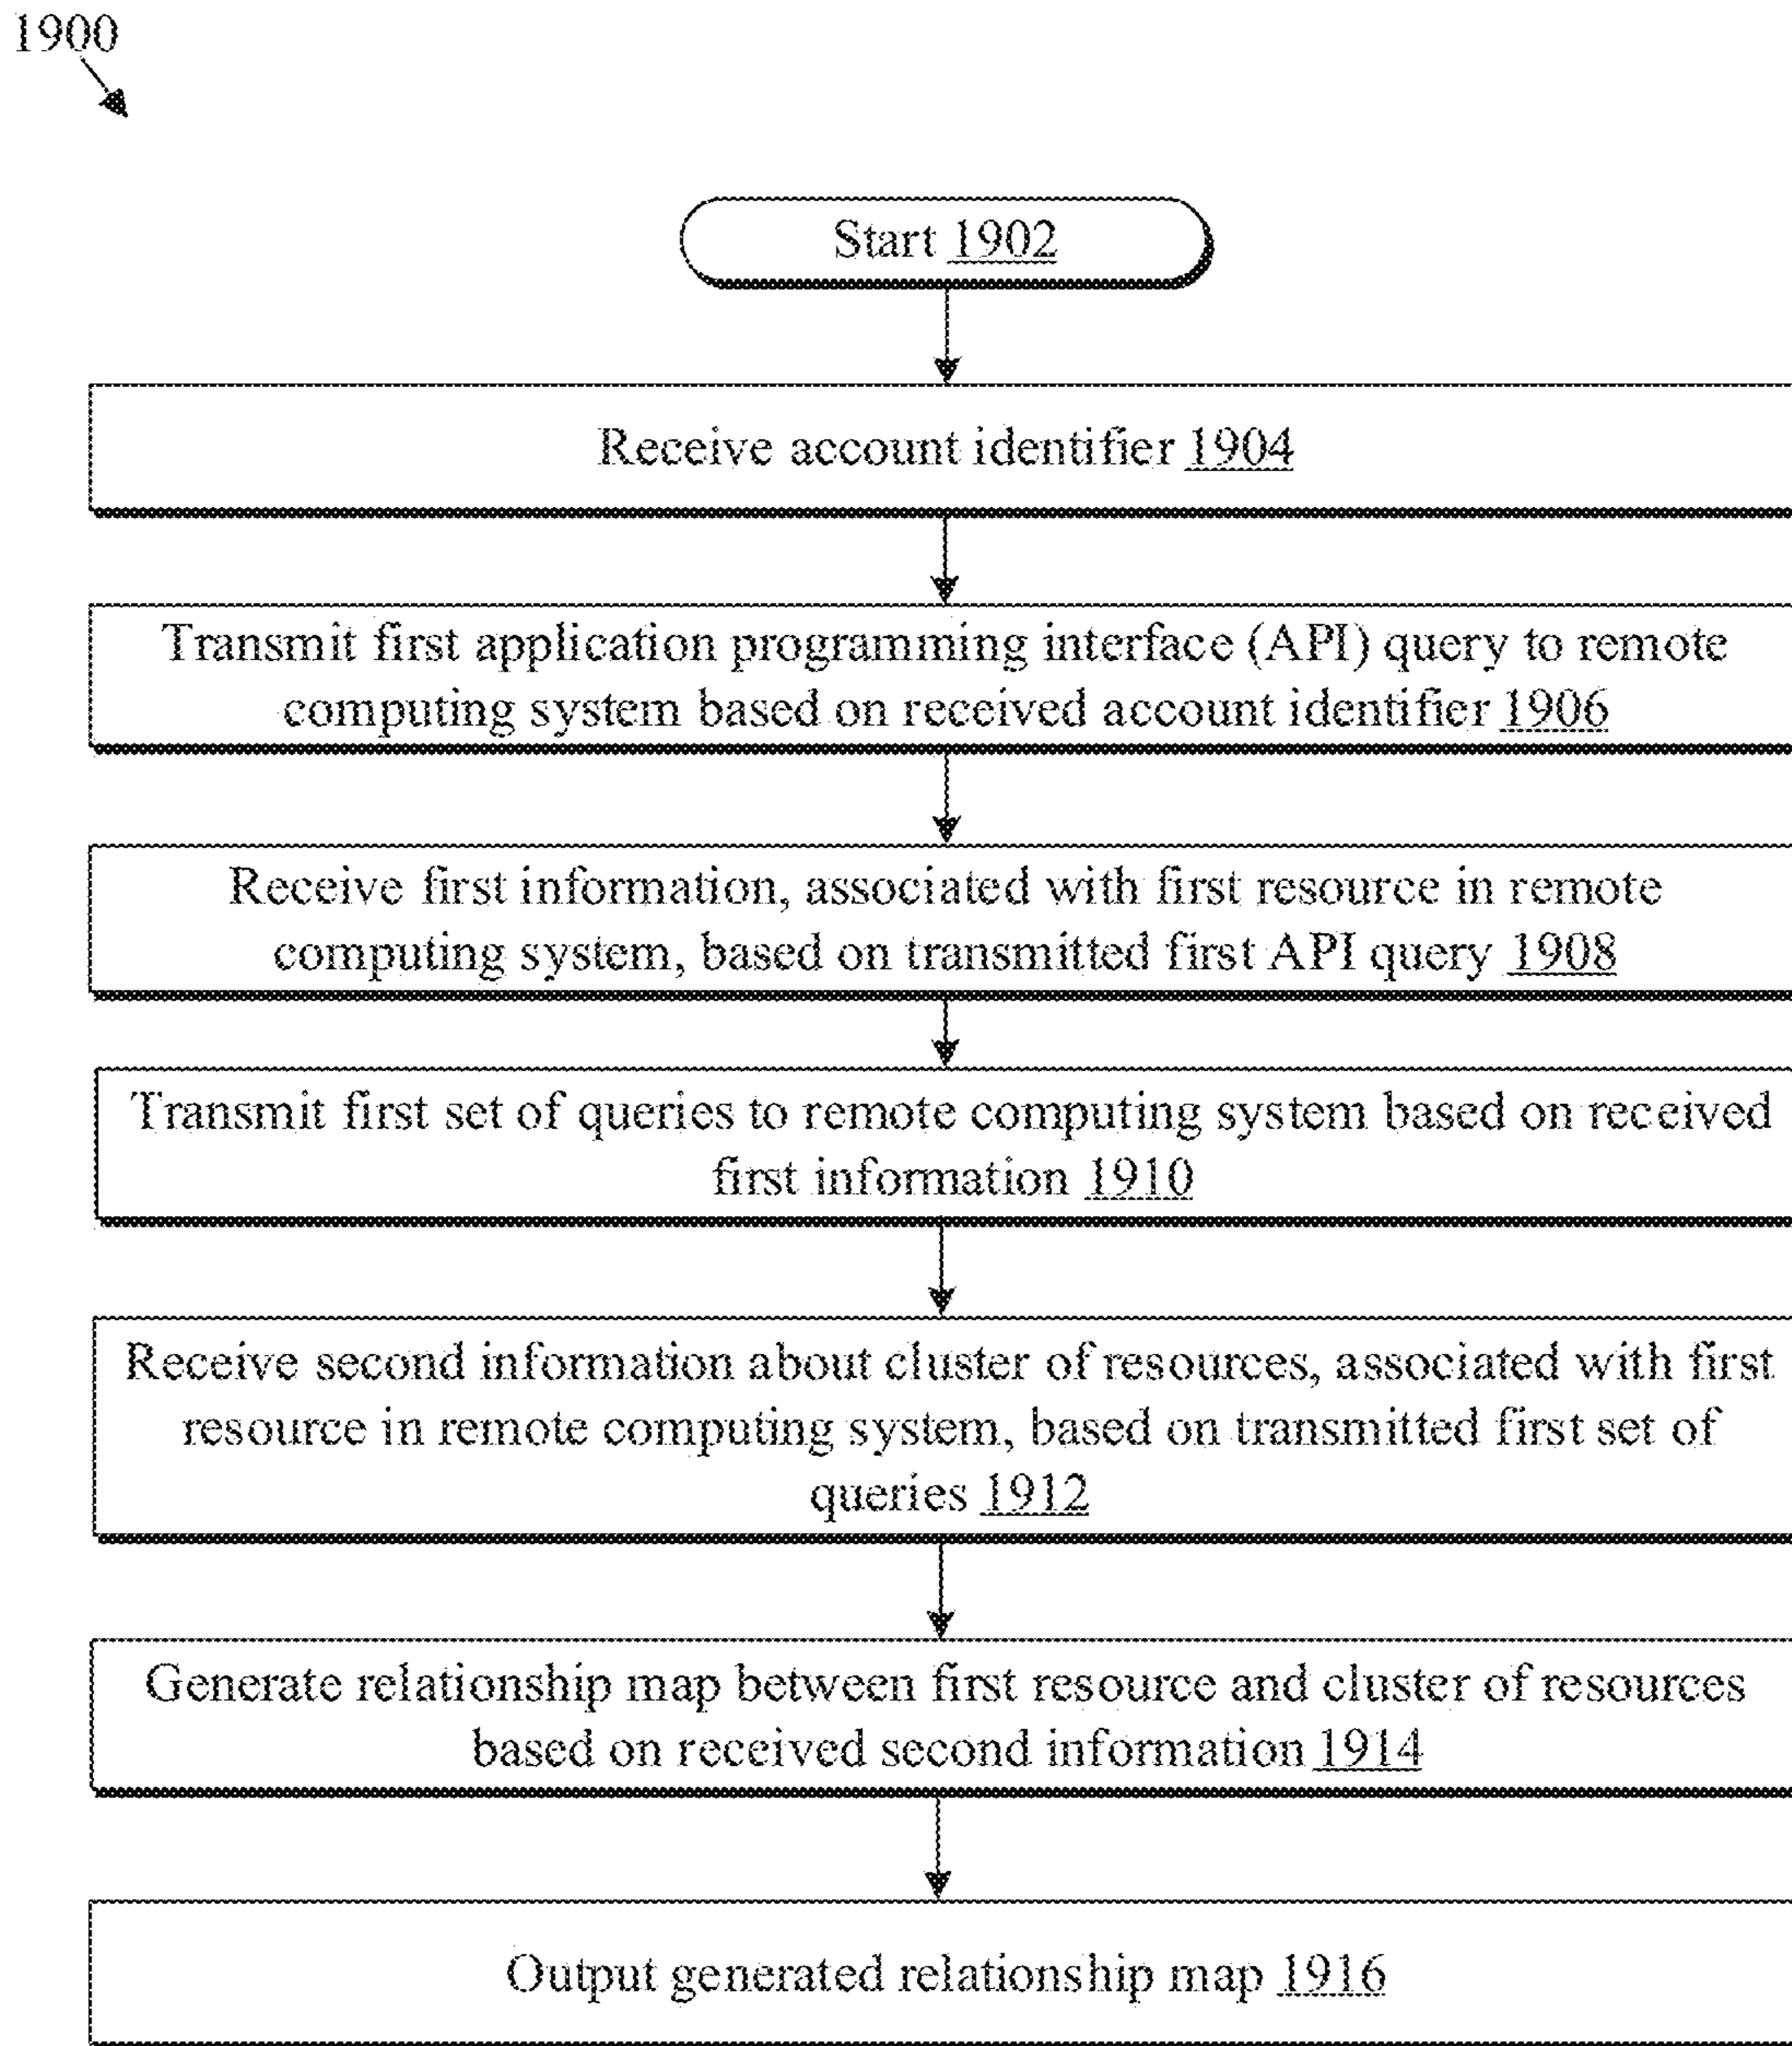 1900
Start 1902
Receive account identifier 1904
Transmit first application programming interface (API) query to remote
computing system based on received account identifier 1906
Receive first information, associated with first resource in remote
computing system, based on transmitted first API query 1908
Transmit first set of queries to remote computing system based on received
first information 1910
Receive second information about cluster of resources, associated with first
resource in remote computing system, based on transmitted first set of
queries 1912
Generate relationship map between first resource and cluster of resources
based on received second information 1914
Output generated relationship map 1916